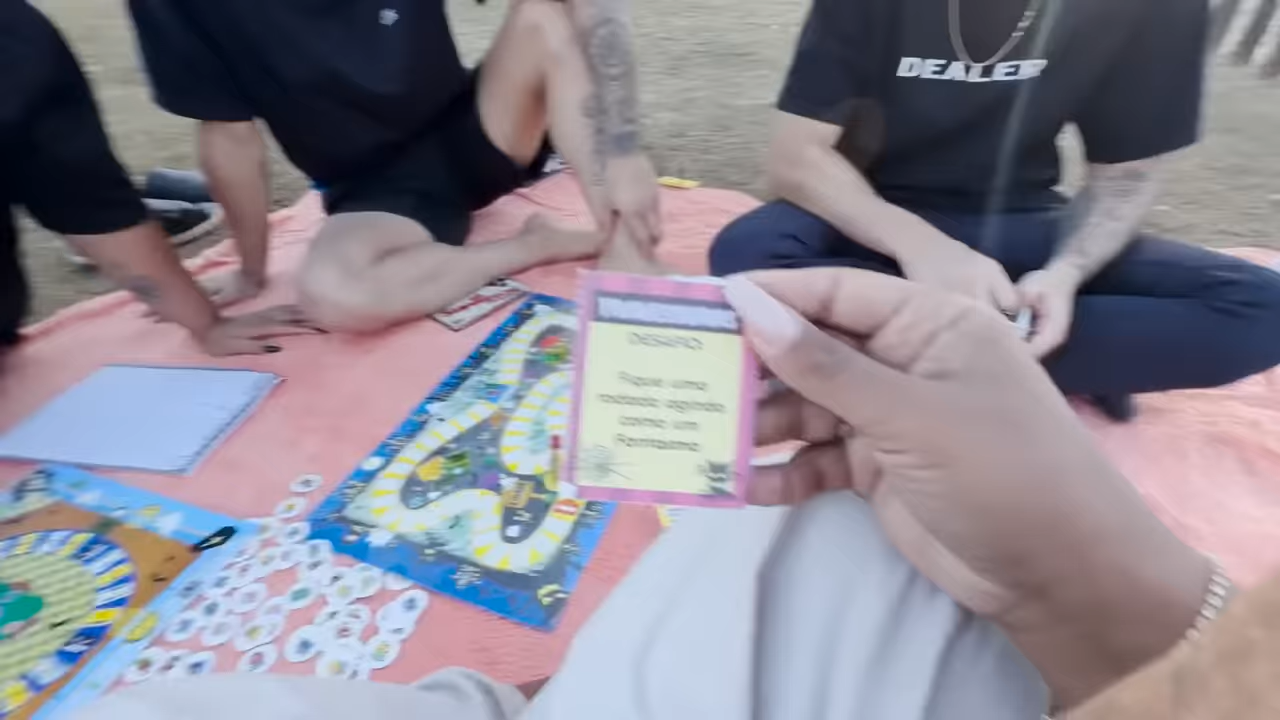 DEALER
DESAFIO:
Fique uma
rodada agindo
como um
Fantasma